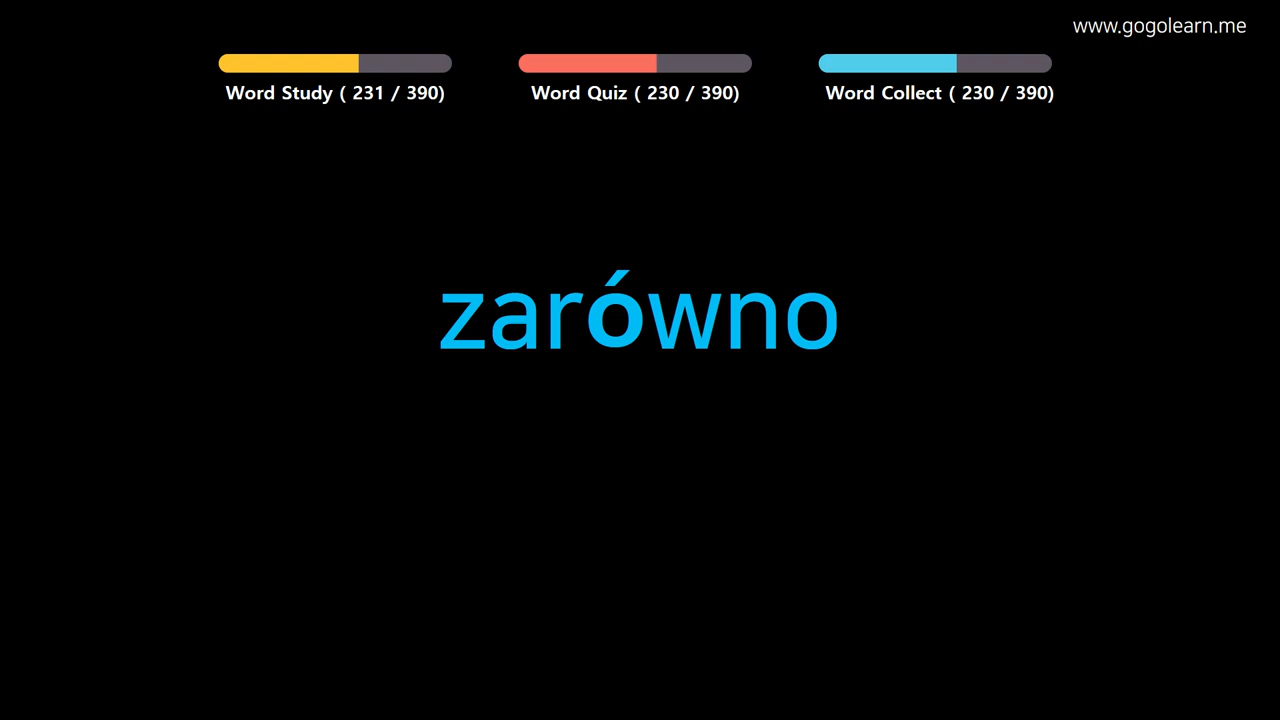 www.gogolearn.me
Word Study ( 231 / 390)
Word Quiz ( 230 / 390)
Word Collect ( 230 / 390)
zarówno